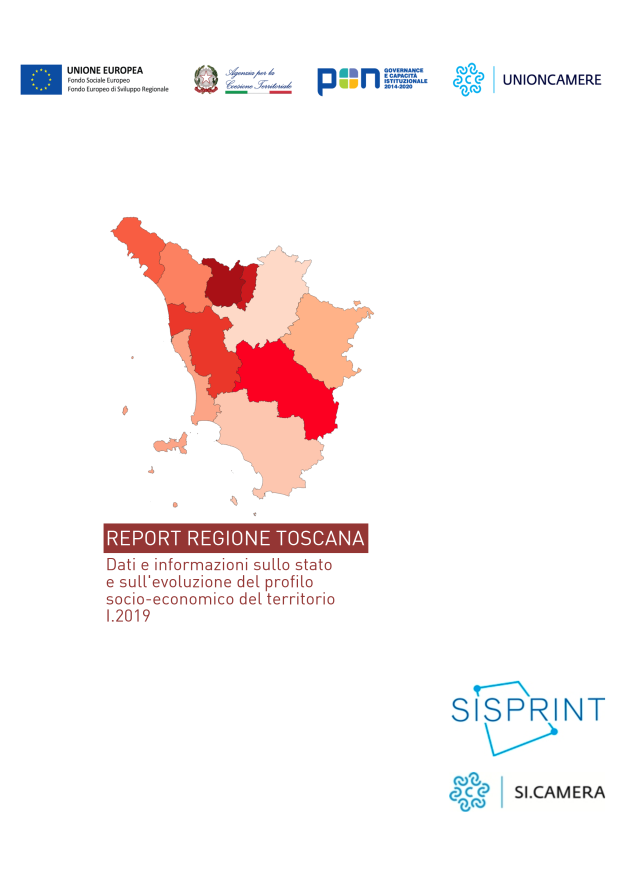 UNIONE EUROPEA
Fondo Sociale Europeo
Fondo Europeo di Sviluppo Regionale
Agenzia per la
Coesione Territoriale
pon
GOVERNANCE
E CAPACITÀ
ISTITUZIONALE
2014-2020
UNIONCAMERE
REPORT REGIONE TOSCANA
Dati e informazioni sullo stato
e sull'evoluzione del profilo
socio-economico del territorio
I.2019
SISPRINT
SI.CAMERA